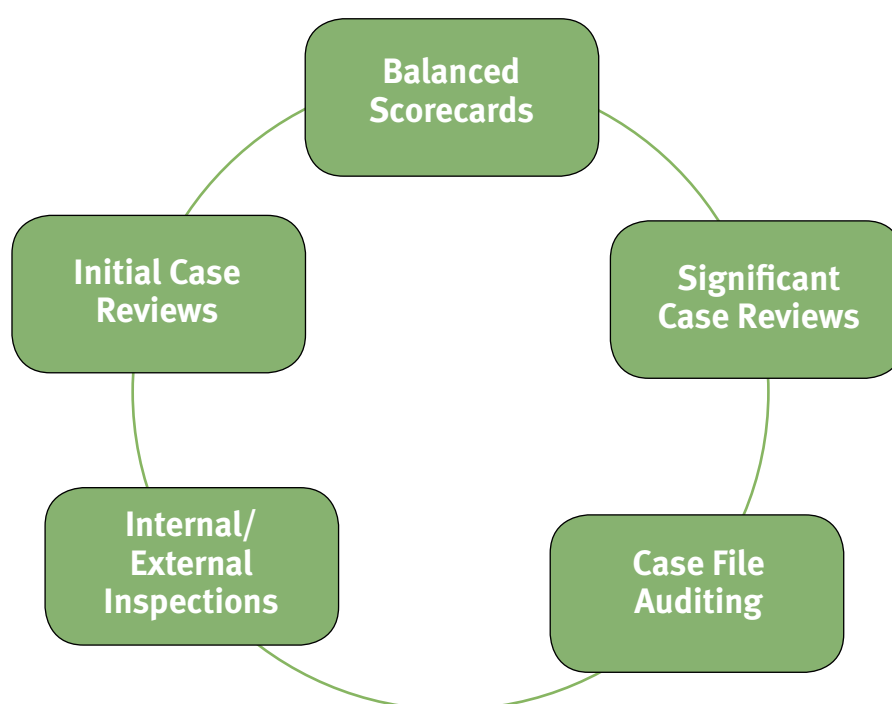 Balanced
Scorecards
Initial Case
Reviews
Significant
Case Reviews
Internal/
External
Inspections
Case File
Auditing